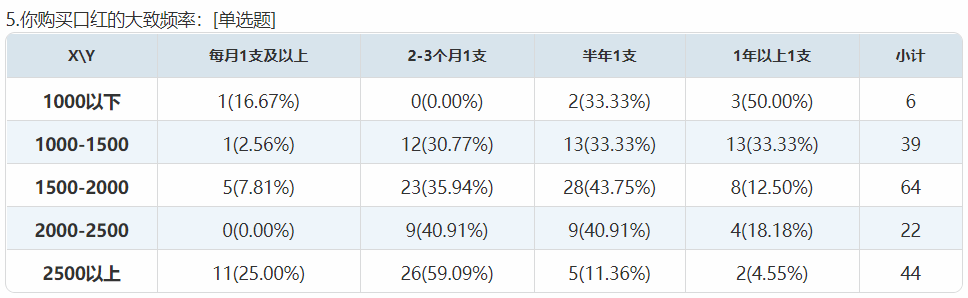 5.你购买口红的大致频率：[单选题]
X\Y 每月1支及以上 2-3个月1支 半年1支 1年以上1支 小计
1000以下 1(16.67%) 0(0.00%) 2(33.33%) 3(50.00%) 6
1000-1500 1(2.56%) 12(30.77%) 13(33.33%) 13(33.33%) 39
1500-2000 5(7.81%) 23(35.94%) 28(43.75%) 8(12.50%) 64
2000-2500 0(0.00%) 9(40.91%) 9(40.91%) 4(18.18%) 22
2500以上 11(25.00%) 26(59.09%) 5(11.36%) 2(4.55%) 44